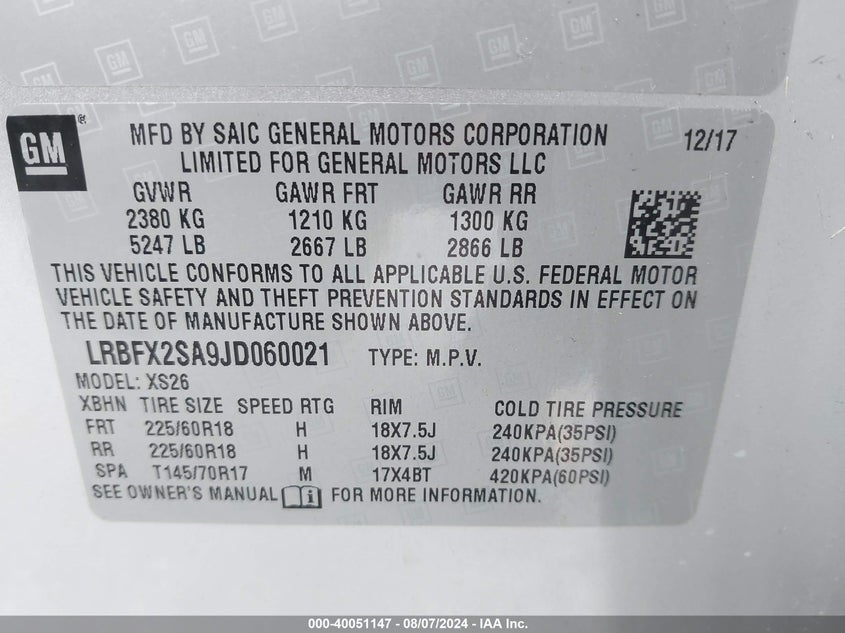 GM
GM ®
MFD BY SAIC GENERAL MOTORS CORPORATION 12/17
LIMITED FOR GENERAL MOTORS LLC
GVWR GAWR FRT GAWR RR
2380 KG 1210 KG 1300 KG
5247 LB 2667 LB 2866 LB
THIS VEHICLE CONFORMS TO ALL APPLICABLE U.S. FEDERAL MOTOR
VEHICLE SAFETY AND THEFT PREVENTION STANDARDS IN EFFECT ON
THE DATE OF MANUFACTURE SHOWN ABOVE.
LRBFX2SA9JD060021 TYPE: M.P.V.
MODEL: XS26
XBHN TIRE SIZE SPEED RTG RIM COLD TIRE PRESSURE
FRT 225/60R18 H 18X7.5J 240KPA(35PSI)
RR 225/60R18 H 18X7.5J 240KPA(35PSI)
SPA T145/70R17 M 17X4BT 420KPA(60PSI)
SEE OWNER'S MANUAL i FOR MORE INFORMATION.
000-40051147 - 08/07/2024 - IAA Inc.